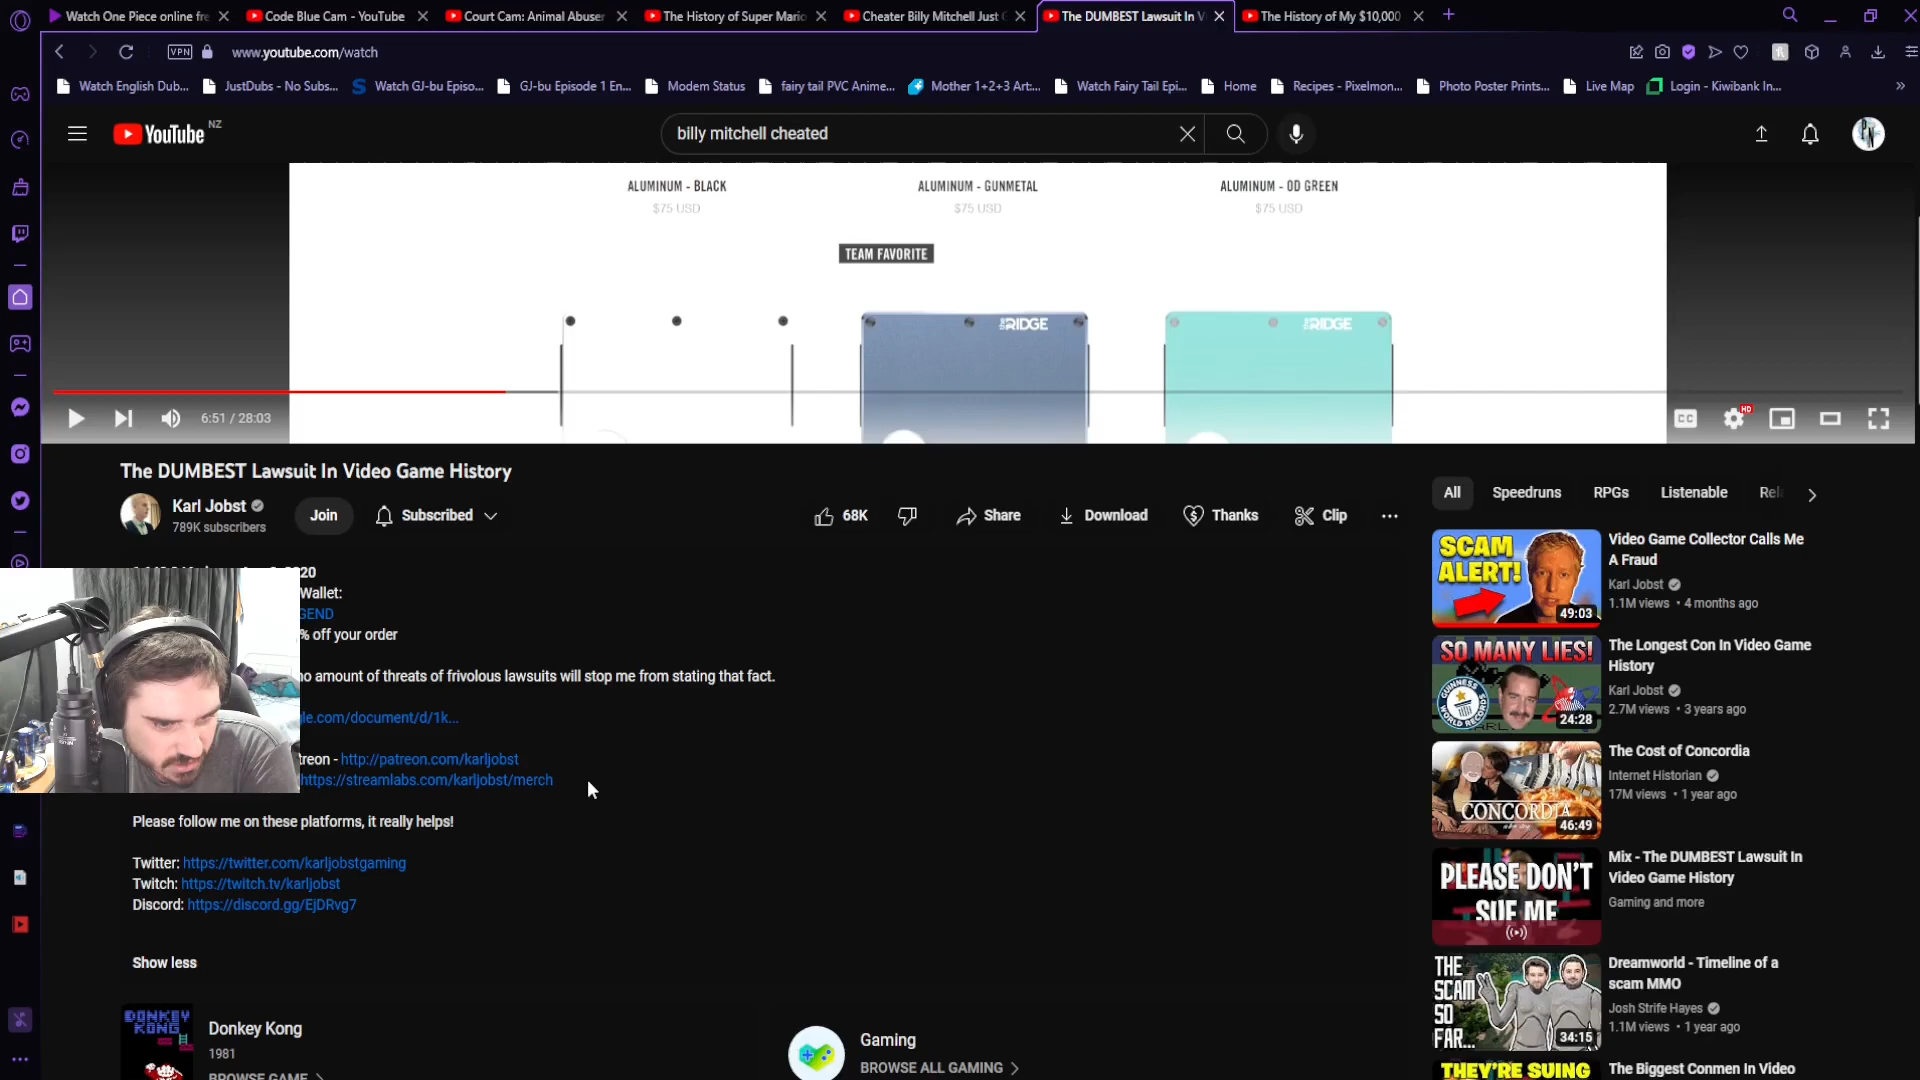 Watch One Piece online fr
Code Blue Cam - YouTube
Court Cam: Animal Abuser
The History of Super Mario
Cheater Billy Mitchell Just
The DUMBEST Lawsuit In V
The History of My $10,000
VPN
www.youtube.com/watch
Watch English Dub...
JustDubs - No Subs...
Watch GJ-bu Episo...
GJ-bu Episode 1 En...
Modem Status
fairy tail PVC Anime...
Mother 1+2+3 Art:...
Watch Fairy Tail Epi...
Home
Recipes - Pixelmon...
Photo Poster Prints...
Live Map
Login - Kiwibank In...
YouTube NZ
billy mitchell cheated
ALUMINUM - BLACK
$75 USD
ALUMINUM - GUNMETAL
$75 USD
ALUMINUM - OD GREEN
$75 USD
TEAM FAVORITE
THE RIDGE
THE RIDGE
6:51 / 28:03
CC
HD
The DUMBEST Lawsuit In Video Game History
Karl Jobst
789K subscribers
Join
Subscribed
68K
Share
Download
Thanks
Clip
020
Wallet:
GEND
% off your order
no amount of threats of frivolous lawsuits will stop me from stating that fact.
gle.com/document/d/1k...
treon - http://patreon.com/karljobst
https://streamlabs.com/karljobst/merch
Please follow me on these platforms, it really helps!
Twitter: https://twitter.com/karljobstgaming
Twitch: https://twitch.tv/karljobst
Discord: https://discord.gg/EjDRvg7
Show less
DONKEY KONG
Donkey Kong
1981
BROWSE GAME
Gaming
BROWSE ALL GAMING
All
Speedruns
RPGs
Listenable
Rel
SCAM ALERT!
49:03
Video Game Collector Calls Me A Fraud
Karl Jobst
1.1M views • 4 months ago
SO MANY LIES!
GUINNESS WORLD RECORDS
24:28
The Longest Con In Video Game History
Karl Jobst
2.7M views • 3 years ago
CONCORDIA
46:49
The Cost of Concordia
Internet Historian
17M views • 1 year ago
PLEASE DON'T SUE ME
Mix - The DUMBEST Lawsuit In Video Game History
Gaming and more
THE SCAM SO FAR...
34:15
Dreamworld - Timeline of a scam MMO
Josh Strife Hayes
1.1M views • 1 year ago
THEY'RE SUING
The Biggest Conmen In Video